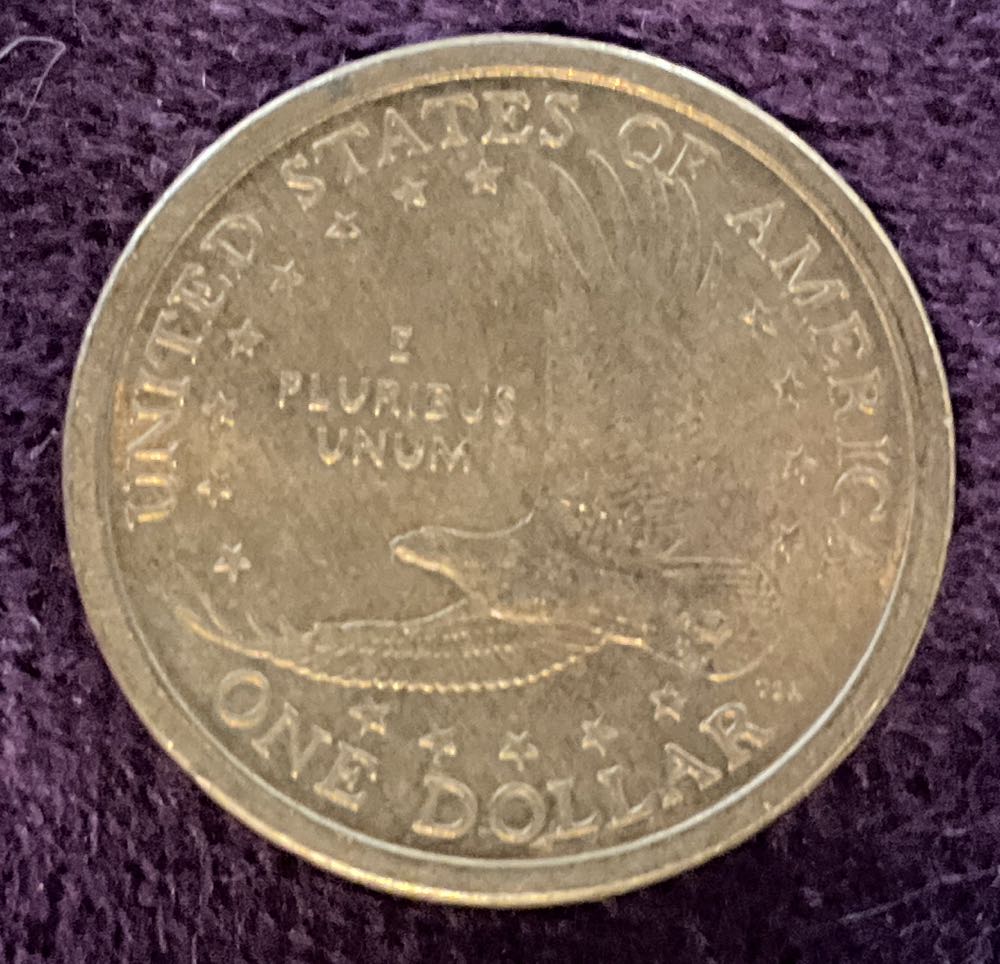 UNITED STATES OF AMERICA
E
PLURIBUS
UNUM
ONE DOLLAR